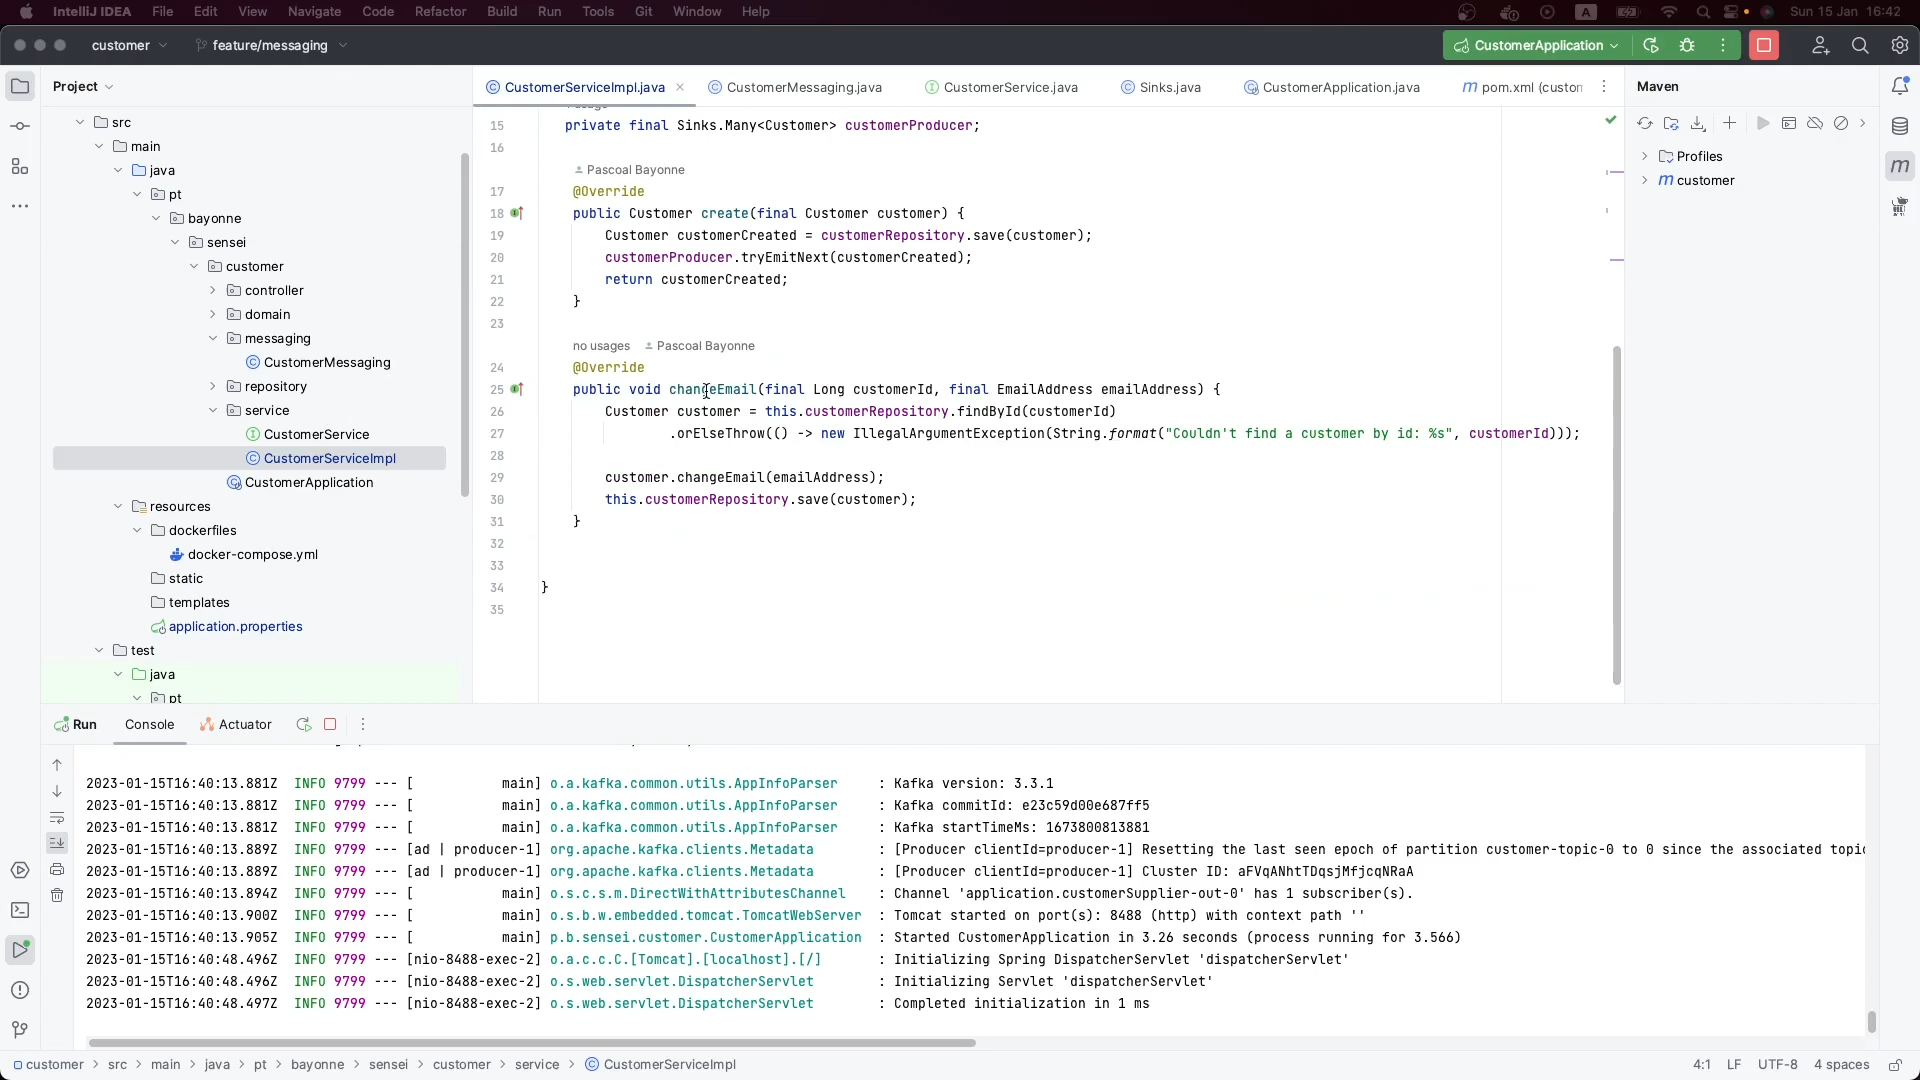 IntelliJ IDEA File Edit View Navigate Code Refactor Build Run Tools Git Window Help
A Sun 15 Jan 16:42
customer feature/messaging CustomerApplication
Project
CustomerServiceImpl.java CustomerMessaging.java CustomerService.java Sinks.java CustomerApplication.java m pom.xml (custom
Maven
src
main
java
pt
bayonne
sensei
customer
controller
domain
messaging
CustomerMessaging
repository
service
CustomerService
CustomerServiceImpl
CustomerApplication
resources
dockerfiles
docker-compose.yml
static
templates
application.properties
test
java
pt
15 private final Sinks.Many<Customer> customerProducer;
16
Pascoal Bayonne
17 @Override
18 public Customer create(final Customer customer) {
19 Customer customerCreated = customerRepository.save(customer);
20 customerProducer.tryEmitNext(customerCreated);
21 return customerCreated;
22 }
23
no usages Pascoal Bayonne
24 @Override
25 public void changeEmail(final Long customerId, final EmailAddress emailAddress) {
26 Customer customer = this.customerRepository.findById(customerId)
27 .orElseThrow(() -> new IllegalArgumentException(String.format("Couldn't find a customer by id: %s", customerId)));
28
29 customer.changeEmail(emailAddress);
30 this.customerRepository.save(customer);
31 }
32
33
34 }
35
Profiles
m customer
m
Run Console Actuator
2023-01-15T16:40:13.881Z INFO 9799 --- [ main] o.a.kafka.common.utils.AppInfoParser : Kafka version: 3.3.1
2023-01-15T16:40:13.881Z INFO 9799 --- [ main] o.a.kafka.common.utils.AppInfoParser : Kafka commitId: e23c59d00e687ff5
2023-01-15T16:40:13.881Z INFO 9799 --- [ main] o.a.kafka.common.utils.AppInfoParser : Kafka startTimeMs: 1673800813881
2023-01-15T16:40:13.889Z INFO 9799 --- [ad | producer-1] org.apache.kafka.clients.Metadata : [Producer clientId=producer-1] Resetting the last seen epoch of partition customer-topic-0 to 0 since the associated topic
2023-01-15T16:40:13.889Z INFO 9799 --- [ad | producer-1] org.apache.kafka.clients.Metadata : [Producer clientId=producer-1] Cluster ID: aFVqANhtTDqsjMfjcqNRaA
2023-01-15T16:40:13.894Z INFO 9799 --- [ main] o.s.c.s.m.DirectWithAttributesChannel : Channel 'application.customerSupplier-out-0' has 1 subscriber(s).
2023-01-15T16:40:13.900Z INFO 9799 --- [ main] o.s.b.w.embedded.tomcat.TomcatWebServer : Tomcat started on port(s): 8488 (http) with context path ''
2023-01-15T16:40:13.905Z INFO 9799 --- [ main] p.b.sensei.customer.CustomerApplication : Started CustomerApplication in 3.26 seconds (process running for 3.566)
2023-01-15T16:40:48.496Z INFO 9799 --- [nio-8488-exec-2] o.a.c.c.C.[Tomcat].[localhost].[/] : Initializing Spring DispatcherServlet 'dispatcherServlet'
2023-01-15T16:40:48.496Z INFO 9799 --- [nio-8488-exec-2] o.s.web.servlet.DispatcherServlet : Initializing Servlet 'dispatcherServlet'
2023-01-15T16:40:48.497Z INFO 9799 --- [nio-8488-exec-2] o.s.web.servlet.DispatcherServlet : Completed initialization in 1 ms
customer > src > main > java > pt > bayonne > sensei > customer > service > CustomerServiceImpl
4:1 LF UTF-8 4 spaces